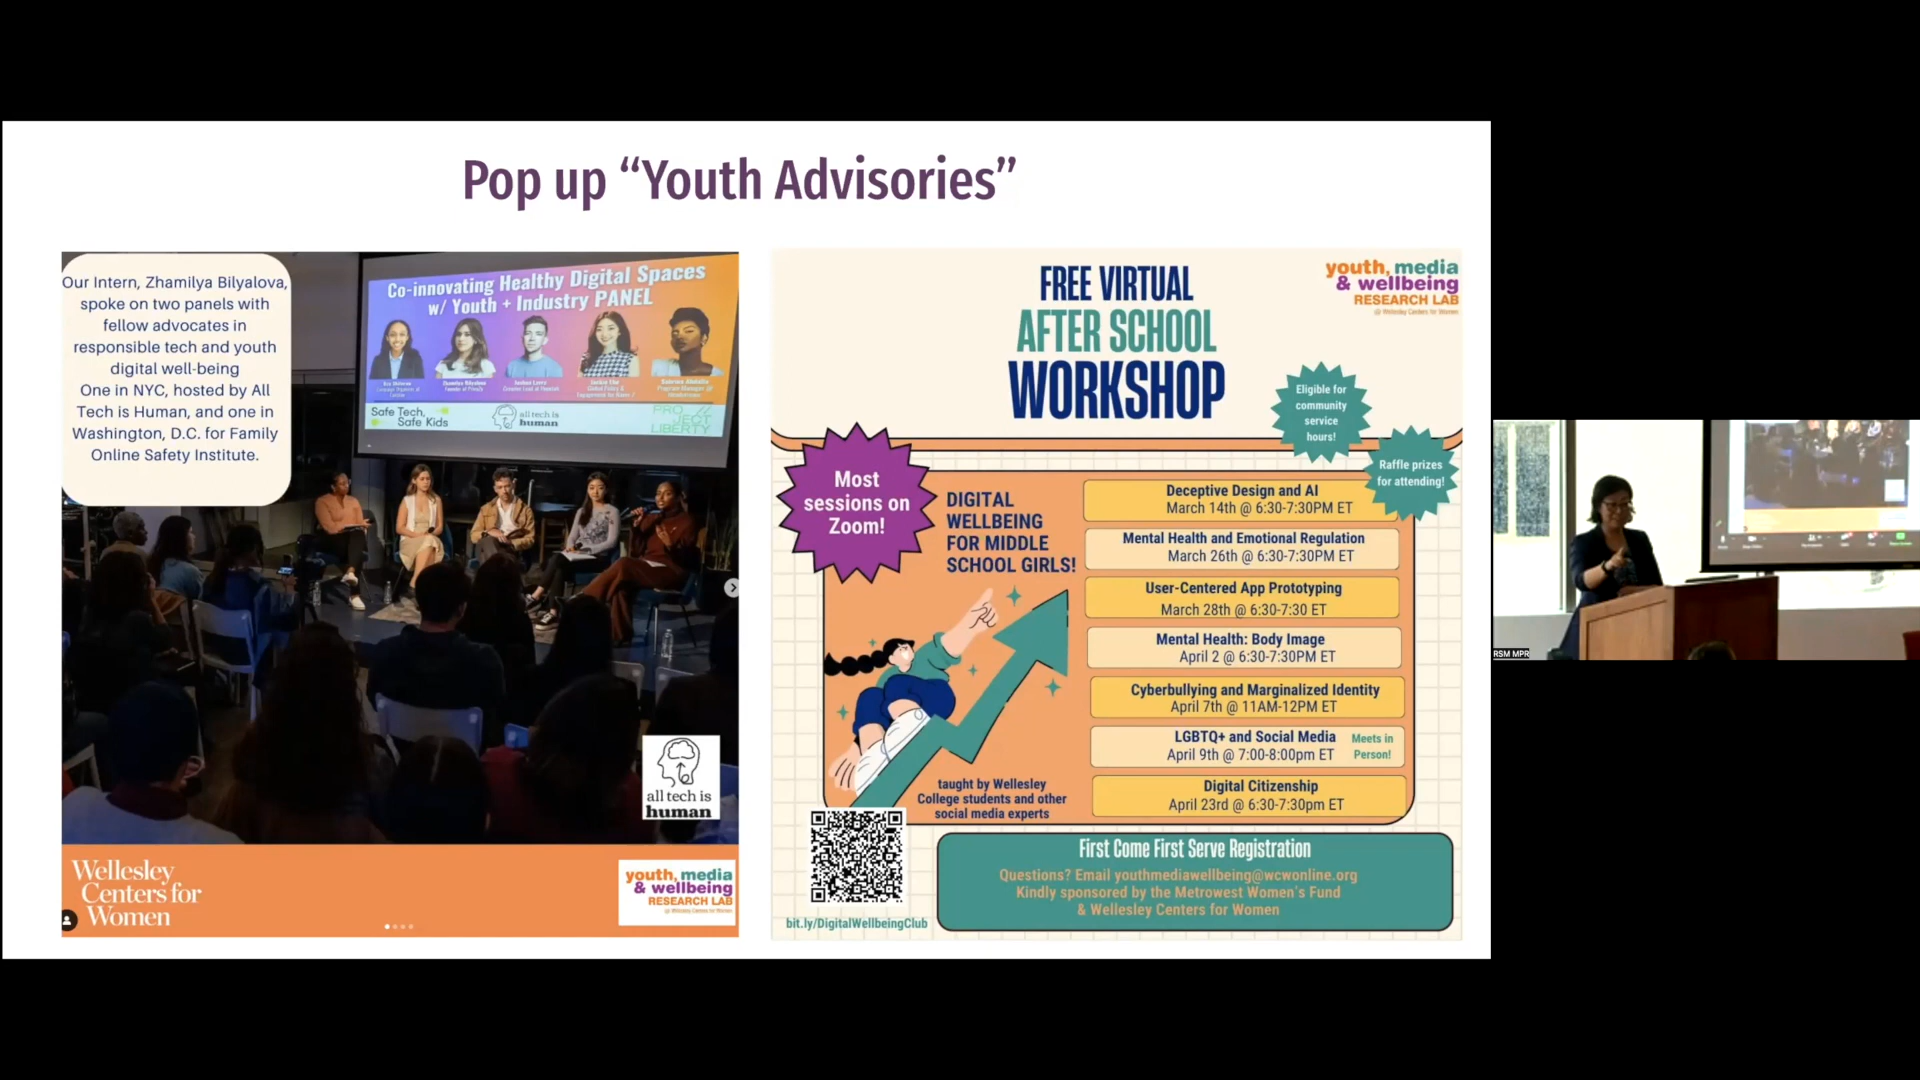 Pop up “Youth Advisories”
Our Intern, Zhamilya Bilyalova,
spoke on two panels with
fellow advocates in
responsible tech and youth
digital well-being
One in NYC, hosted by All
Tech is Human, and one in
Washington, D.C. for Family
Online Safety Institute.
Co-innovating Healthy Digital Spaces
w/ Youth + Industry PANEL
Safe Tech,
Safe Kids
all tech is
human
PRO
JECT
LIBERTY
all tech is
human
Wellesley
Centers for
Women
youth, media
& wellbeing
RESEARCH LAB
@ Wellesley Centers for Women
FREE VIRTUAL
AFTER SCHOOL
WORKSHOP
youth, media
& wellbeing
RESEARCH LAB
@ Wellesley Centers for Women
Eligible for
community
service
hours!
Raffle prizes
for attending!
Most
sessions on
Zoom!
DIGITAL
WELLBEING
FOR MIDDLE
SCHOOL GIRLS!
Deceptive Design and AI
March 14th @ 6:30-7:30PM ET
Mental Health and Emotional Regulation
March 26th @ 6:30-7:30PM ET
User-Centered App Prototyping
March 28th @ 6:30-7:30 ET
Mental Health: Body Image
April 2 @ 6:30-7:30PM ET
Cyberbullying and Marginalized Identity
April 7th @ 11AM-12PM ET
LGBTQ+ and Social Media
April 9th @ 7:00-8:00pm ET
Meets in
Person!
Digital Citizenship
April 23rd @ 6:30-7:30pm ET
taught by Wellesley
College students and other
social media experts
bit.ly/DigitalWellbeingClub
First Come First Serve Registration
Questions? Email youthmediawellbeing@wcwonline.org
Kindly sponsored by the Metrowest Women's Fund
& Wellesley Centers for Women
RSM MPR